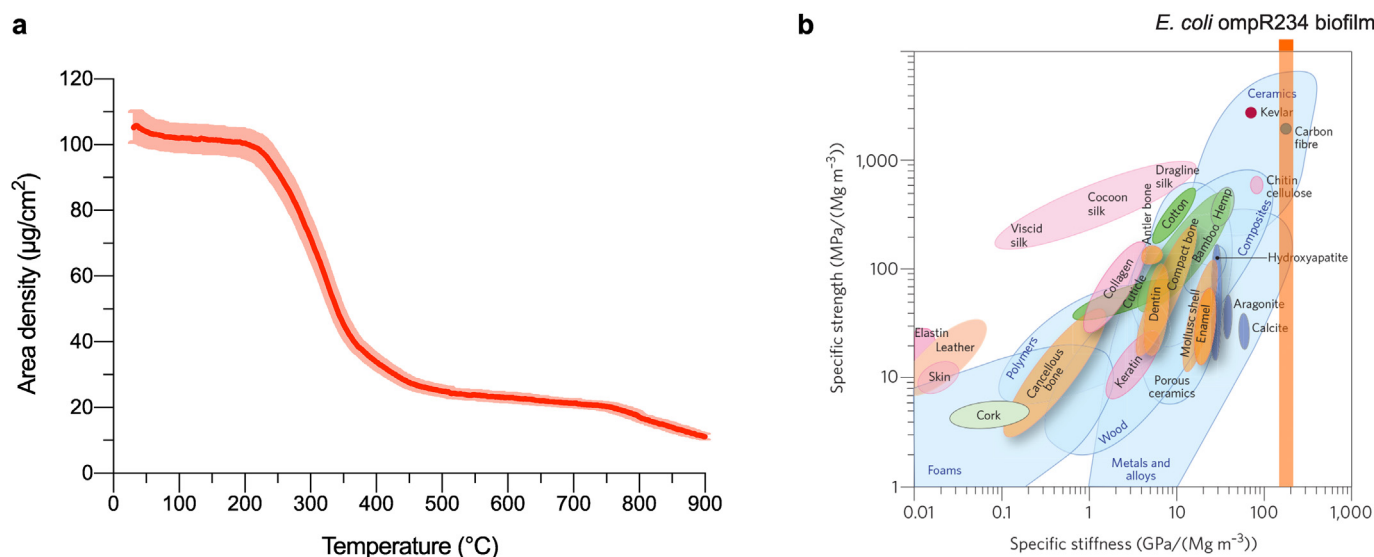 a
Area density (µg/cm²)
120
100
80
60
40
20
0
0 100 200 300 400 500 600 700 800 900
Temperature (°C)
b
E. coli ompR234 biofilm
Specific strength (MPa/(Mg m⁻³))
1,000
100
10
1
0.01 0.1 1 10 100 1,000
Specific stiffness (GPa/(Mg m⁻³))
Ceramics
Kevlar
Carbon
fibre
Chitin
cellulose
Dragline
silk
Cocoon
silk
Viscid
silk
Antler bone
Cotton
Hemp
Bamboo
Composites
Compact bone
Collagen
Cuticle
Dentin
Hydroxyapatite
Mollusc shell
Enamel
Aragonite
Calcite
Elastin
Leather
Skin
Polymers
Cancellous
bone
Keratin
Porous
ceramics
Cork
Wood
Foams
Metals and
alloys